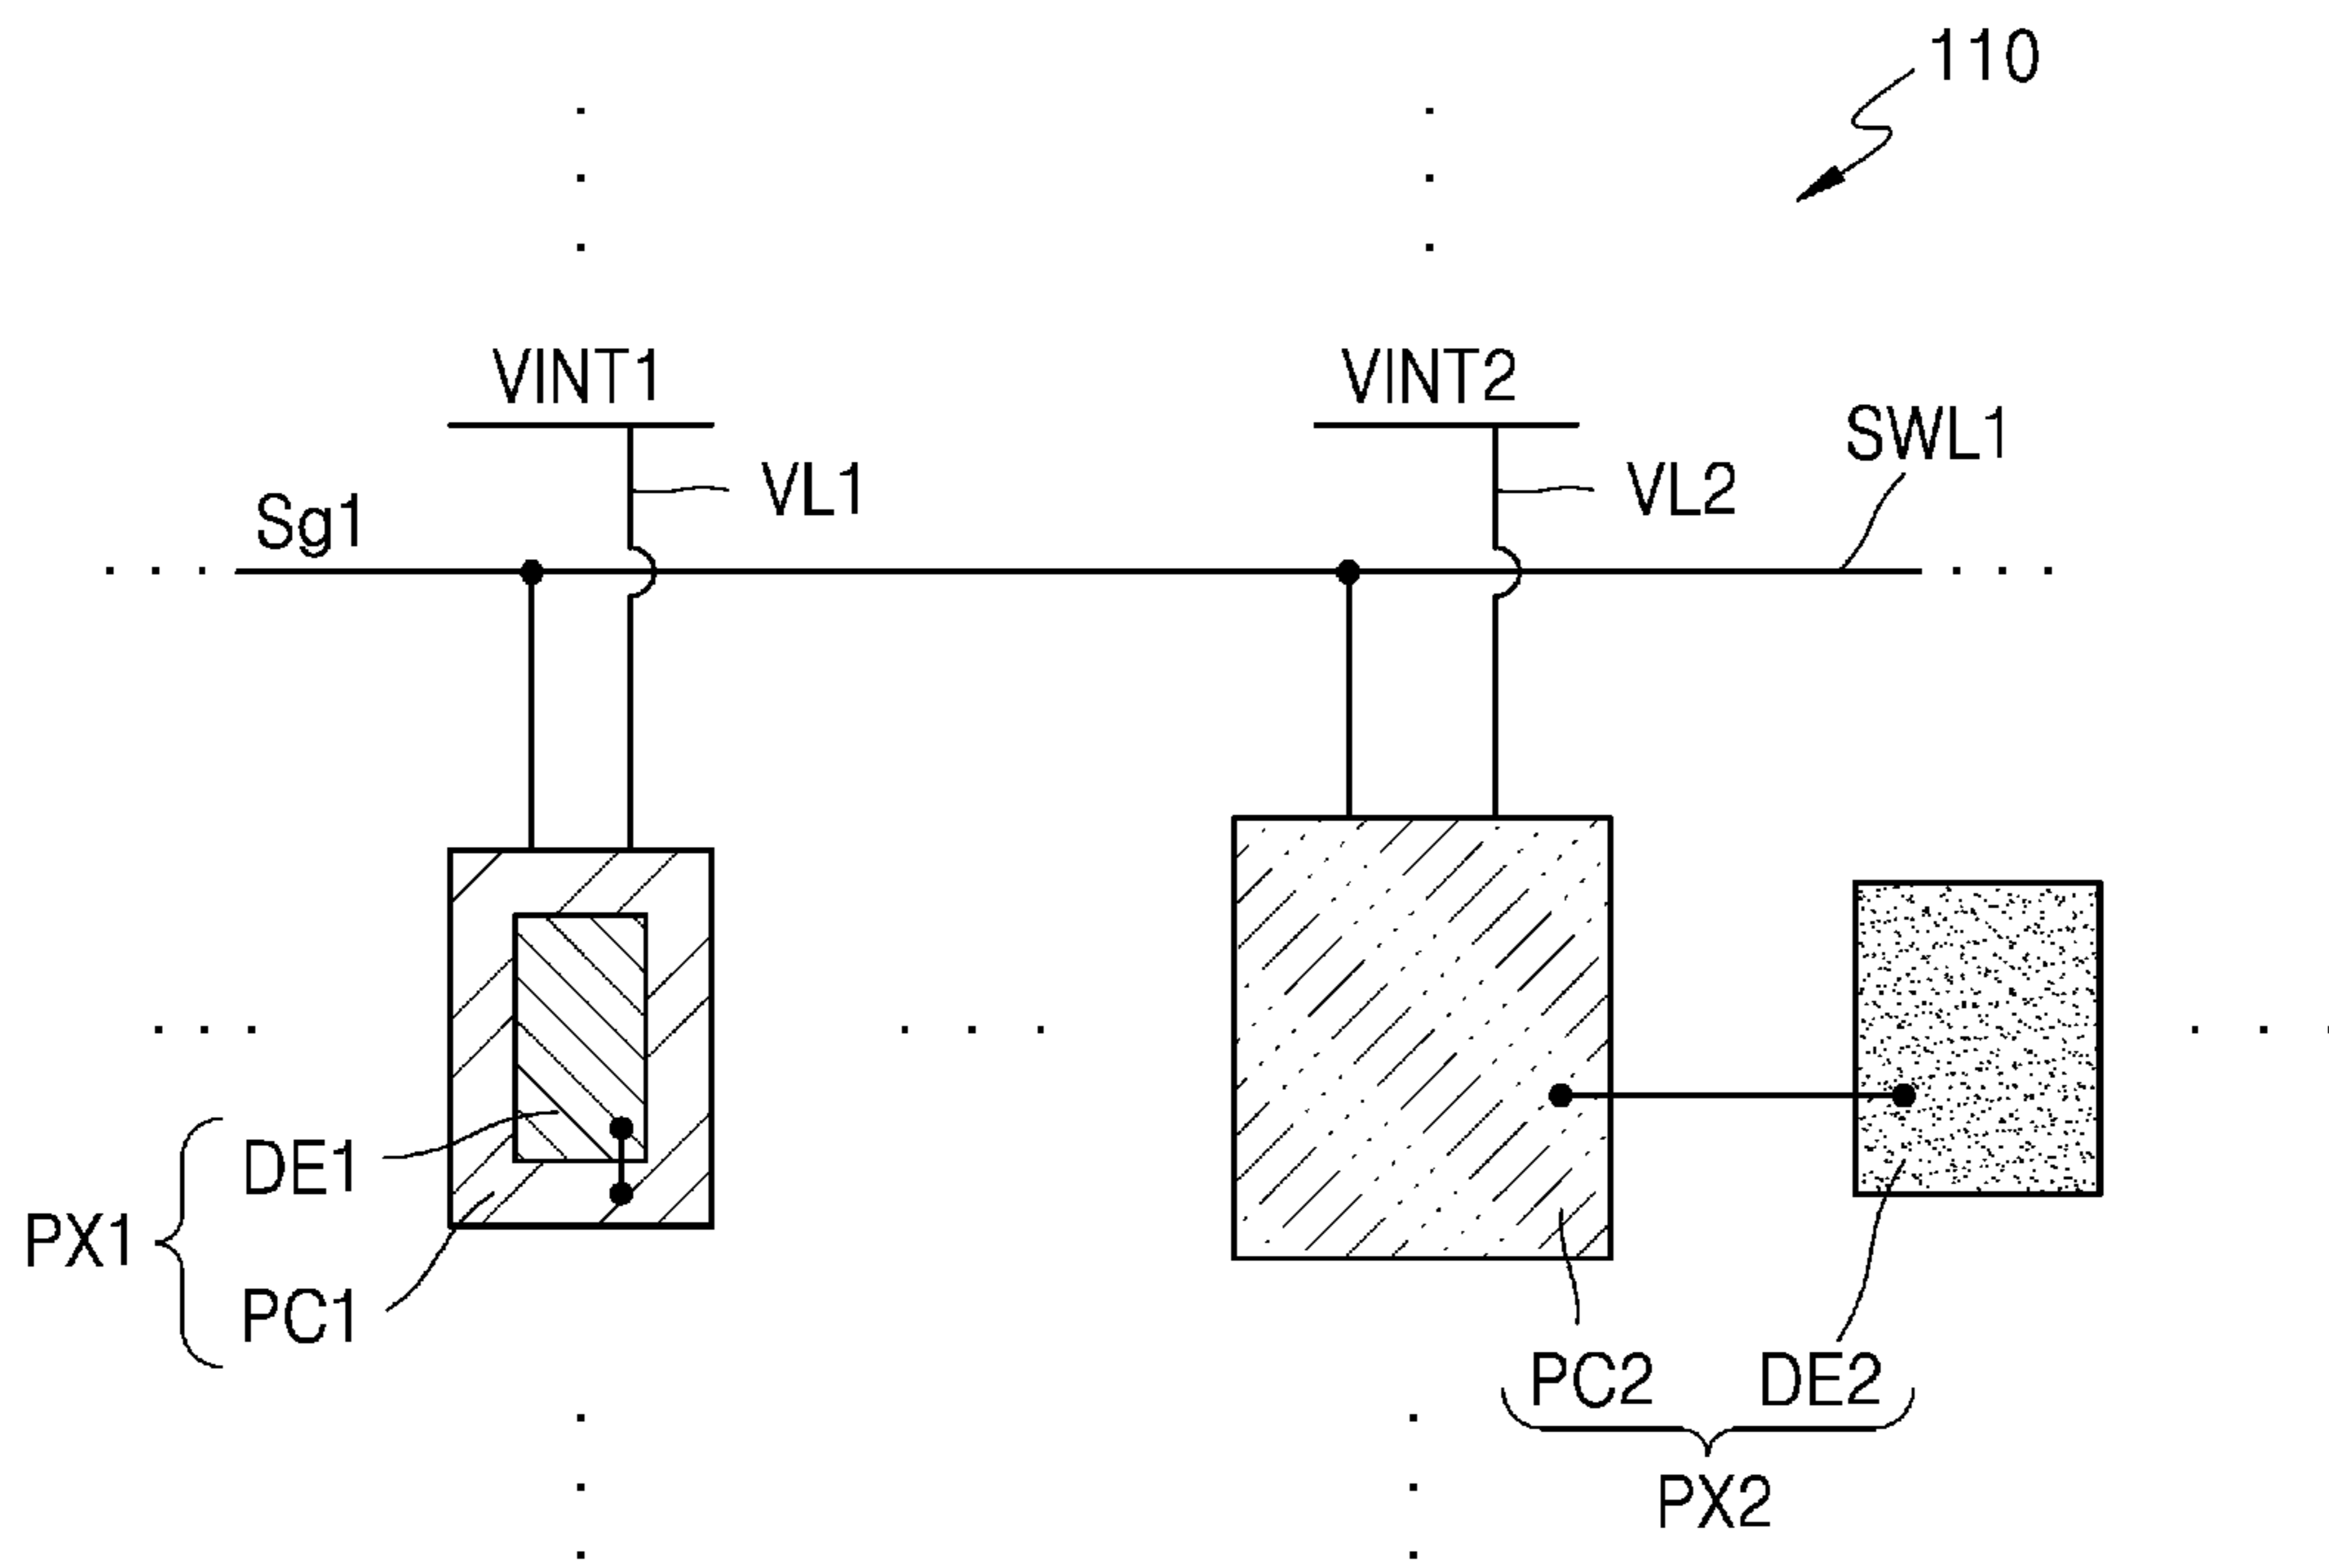 110
VINT1
VINT2
SWL1
VL1
VL2
Sg1
DE1
PX1
PC1
PC2
DE2
PX2